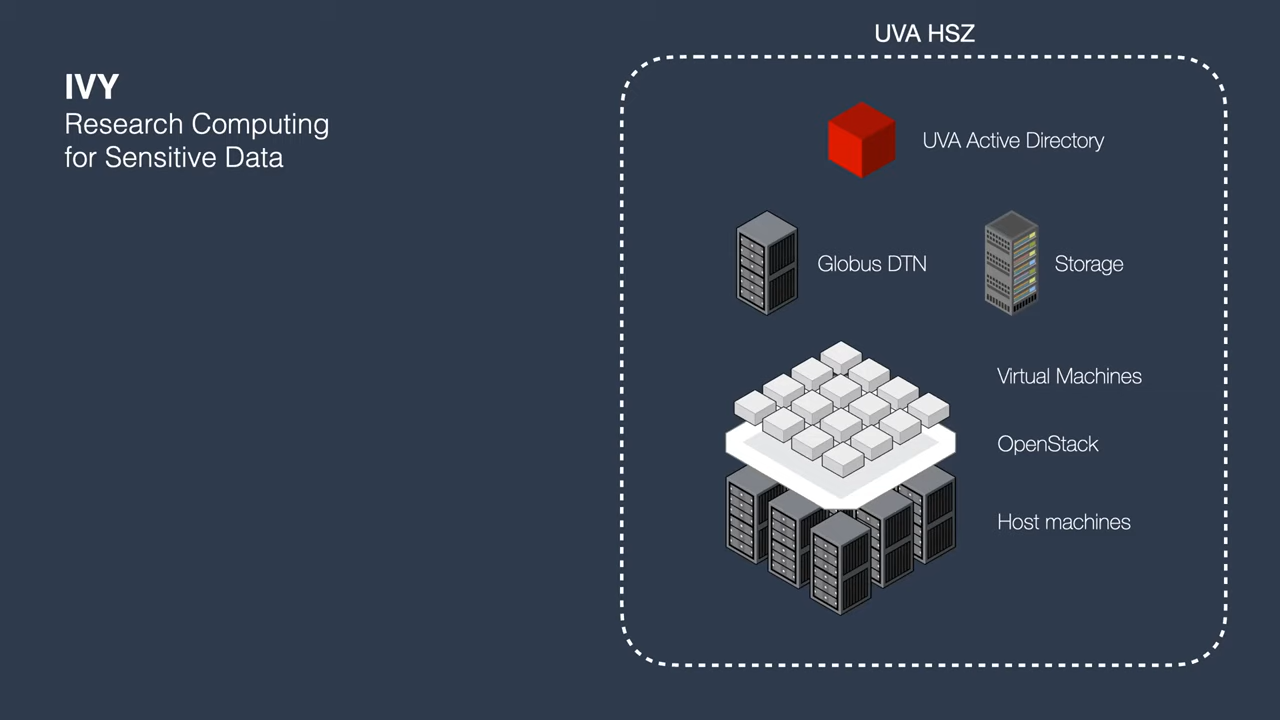 UVA HSZ
IVY
Research Computing
for Sensitive Data
UVA Active Directory
Globus DTN
Storage
Virtual Machines
OpenStack
Host machines